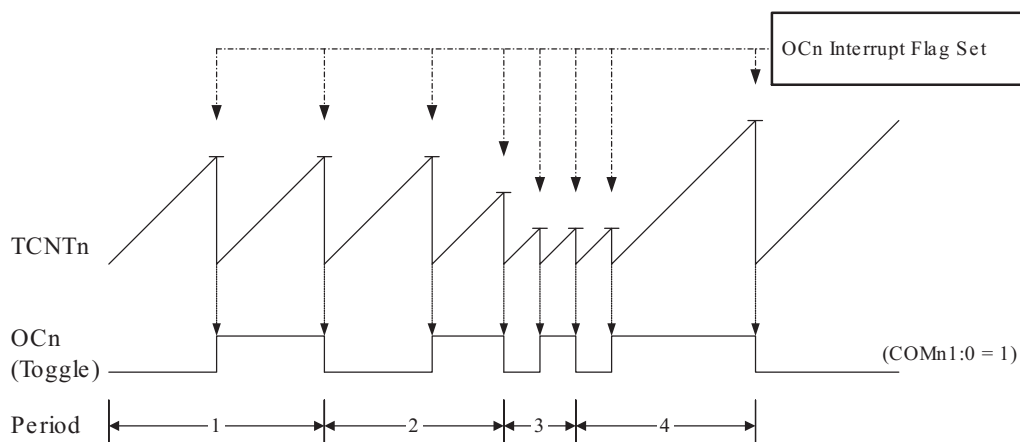 OCn Interrupt Flag Set
TCNTn
OCn
(Toggle)
(COMn1:0 = 1)
Period
1
2
3
4